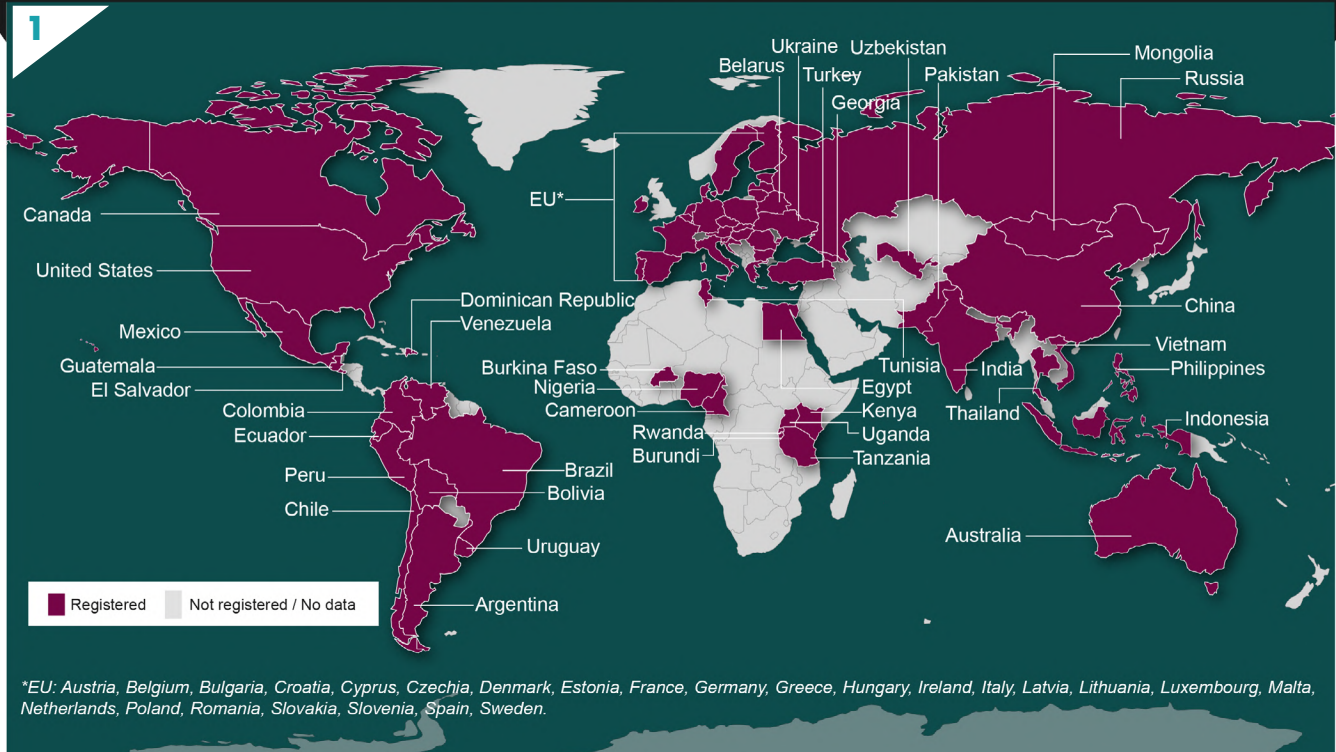 1
Ukraine
Uzbekistan
Mongolia
Belarus
Turkey
Pakistan
Russia
Georgia
EU*
Canada
United States
Dominican Republic
China
Venezuela
Mexico
Vietnam
Guatemala
Burkina Faso
Tunisia
India
Philippines
El Salvador
Nigeria
Egypt
Colombia
Cameroon
Kenya
Thailand
Indonesia
Ecuador
Rwanda
Uganda
Burundi
Tanzania
Peru
Brazil
Bolivia
Chile
Australia
Uruguay
Argentina
Registered
Not registered / No data
*EU: Austria, Belgium, Bulgaria, Croatia, Cyprus, Czechia, Denmark, Estonia, France, Germany, Greece, Hungary, Ireland, Italy, Latvia, Lithuania, Luxembourg, Malta,
Netherlands, Poland, Romania, Slovakia, Slovenia, Spain, Sweden.